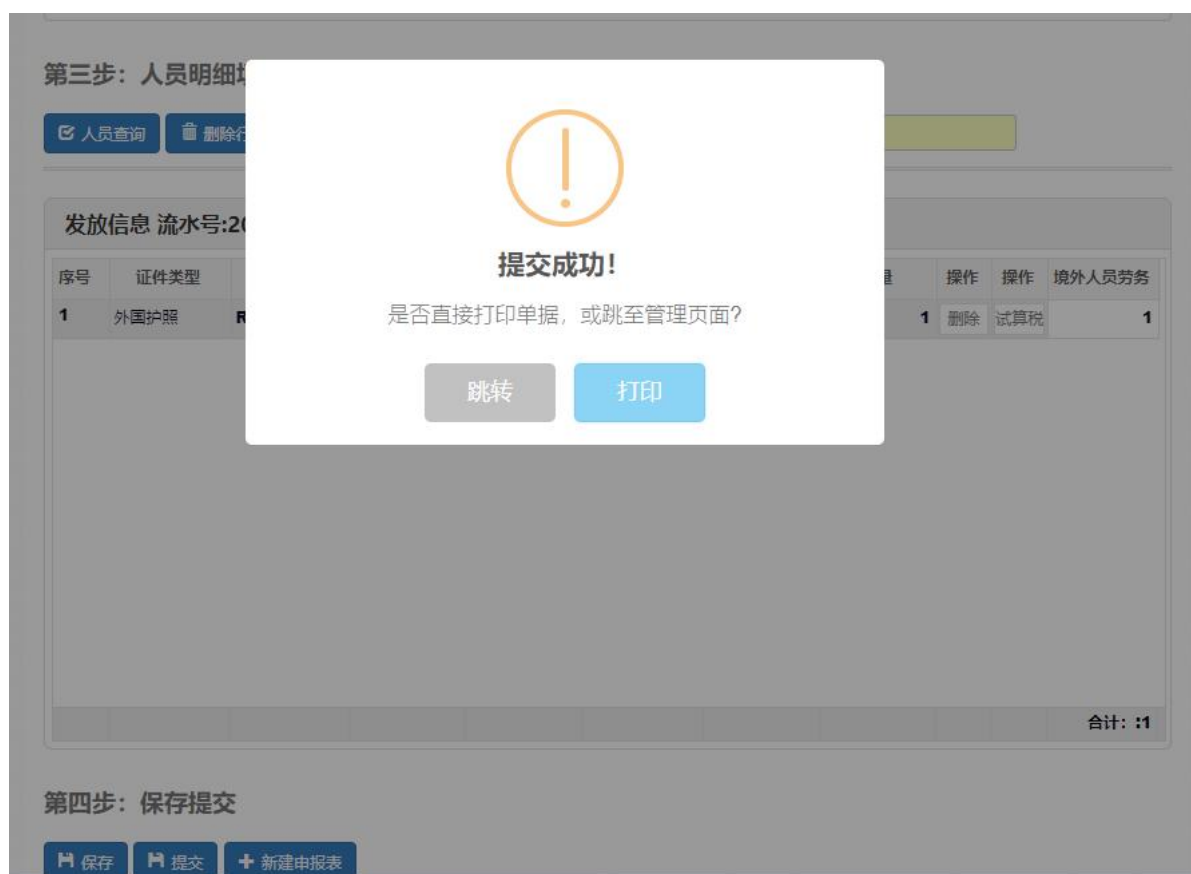 第三步：人员明细
人员查询 删除
提交成功！
是否直接打印单据，或跳至管理页面？
跳转 打印
发放信息 流水号:20
序号 证件类型 操作 操作 境外人员劳务
1 外国护照 R 1 删除 试算税 1
合计：:1
第四步：保存提交
保存 提交 新建申报表